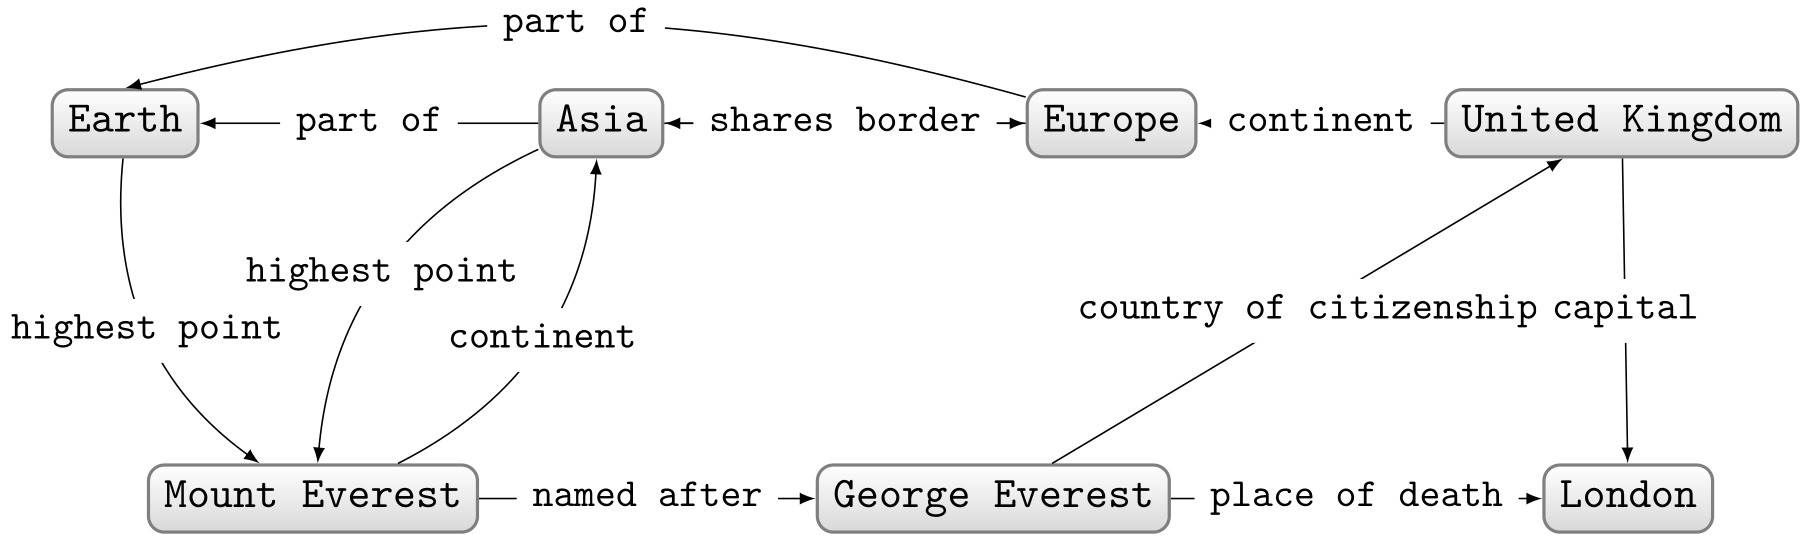 part of
Earth
part of
Asia
shares border
Europe
continent
United Kingdom
highest point
highest point
continent
country of citizenship
capital
Mount Everest
named after
George Everest
place of death
London